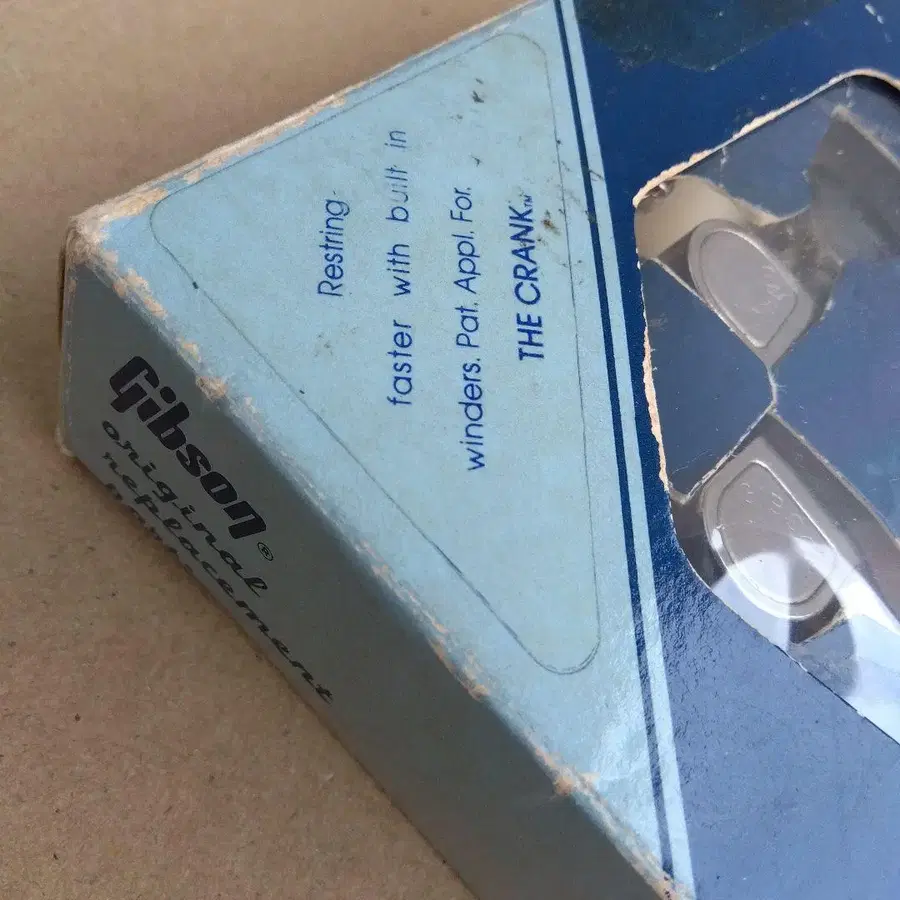 Restring
faster with built in
winders. Pat. Appl. For.
THE CRANK™
Gibson®
original
replacement